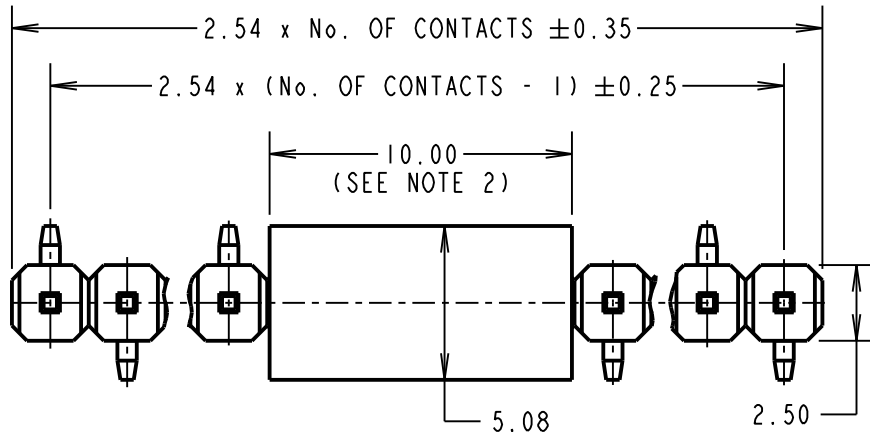 2.54 x No. OF CONTACTS ±0.35
2.54 x (No. OF CONTACTS - 1) ±0.25
10.00
(SEE NOTE 2)
5.08
2.50